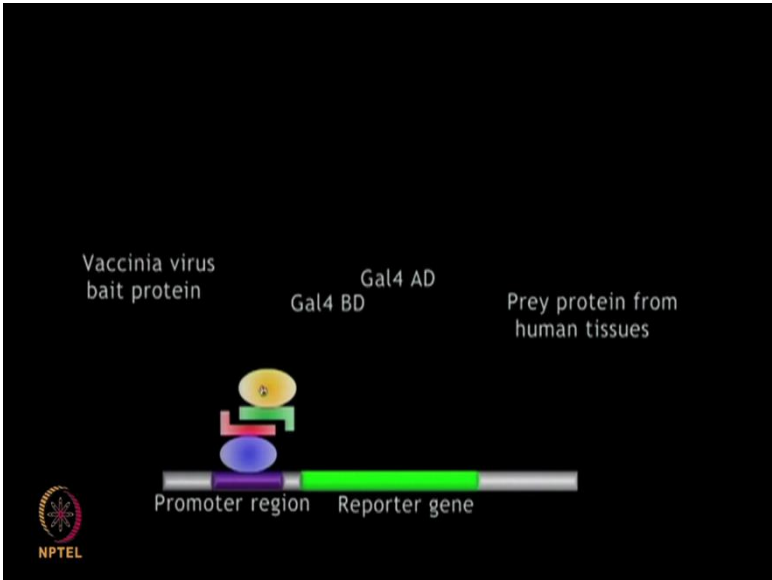 Vaccinia virus
bait protein
Gal4 AD
Gal4 BD
Prey protein from
human tissues
Promoter region
Reporter gene
NPTEL